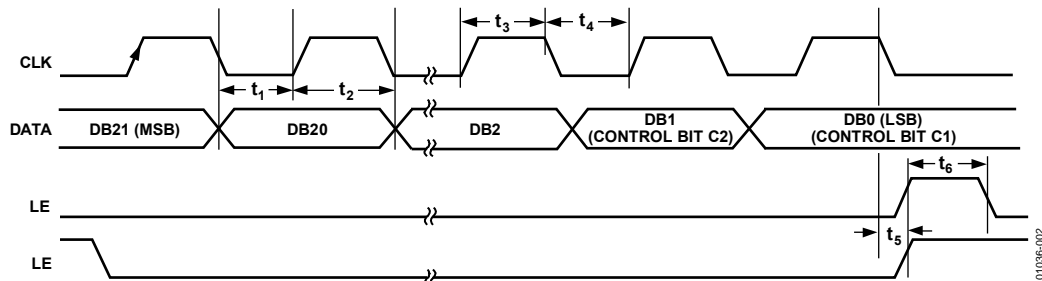 t3
t4
CLK
t1
t2
DATA
DB21 (MSB)
DB20
DB2
DB1
(CONTROL BIT C2)
DB0 (LSB)
(CONTROL BIT C1)
t6
LE
t5
LE
01036-002